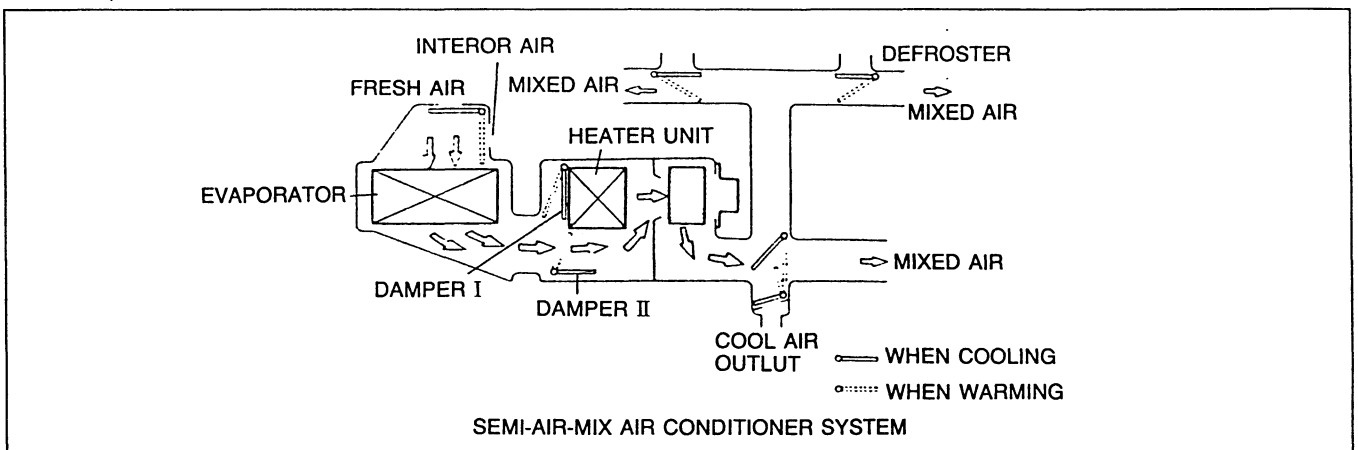 INTEROR AIR
DEFROSTER
FRESH AIR
MIXED AIR
MIXED AIR
HEATER UNIT
EVAPORATOR
MIXED AIR
DAMPER I
DAMPER II
COOL AIR
OUTLUT
WHEN COOLING
WHEN WARMING
SEMI-AIR-MIX AIR CONDITIONER SYSTEM